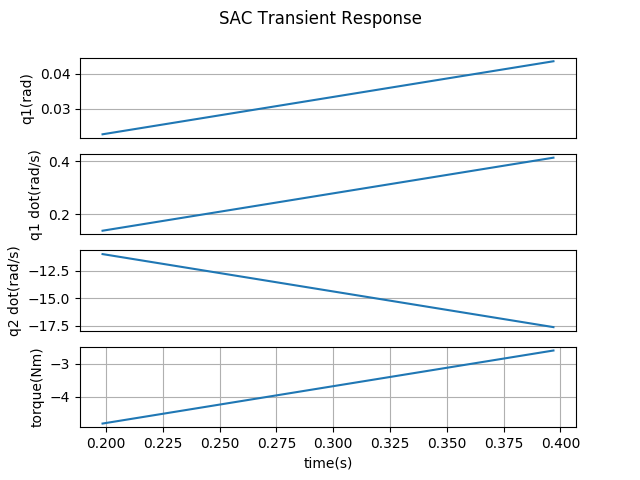 SAC Transient Response
q1(rad)
0.04
0.03
q1 dot(rad/s)
0.4
0.2
q2 dot(rad/s)
−12.5
−15.0
−17.5
torque(Nm)
−3
−4
0.200 0.225 0.250 0.275 0.300 0.325 0.350 0.375 0.400
time(s)